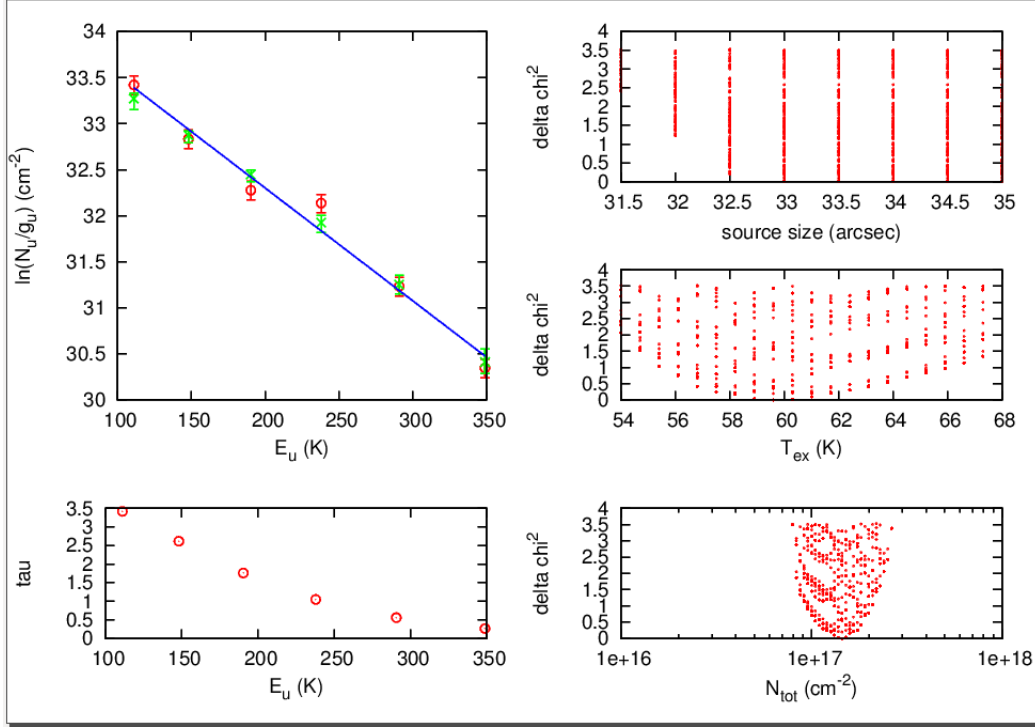 34
33.5
33
32.5
32
31.5
31
30.5
30
ln(N_u/g_u) (cm^-2)
100 150 200 250 300 350
E_u (K)
4
3.5
3
2.5
2
1.5
1
0.5
0
delta chi^2
31.5 32 32.5 33 33.5 34 34.5 35
source size (arcsec)
4
3.5
3
2.5
2
1.5
1
0.5
0
delta chi^2
54 56 58 60 62 64 66 68
T_ex (K)
3.5
3
2.5
2
1.5
1
0.5
0
tau
100 150 200 250 300 350
E_u (K)
4
3.5
3
2.5
2
1.5
1
0.5
0
delta chi^2
1e+16 1e+17 1e+18
N_tot (cm^-2)